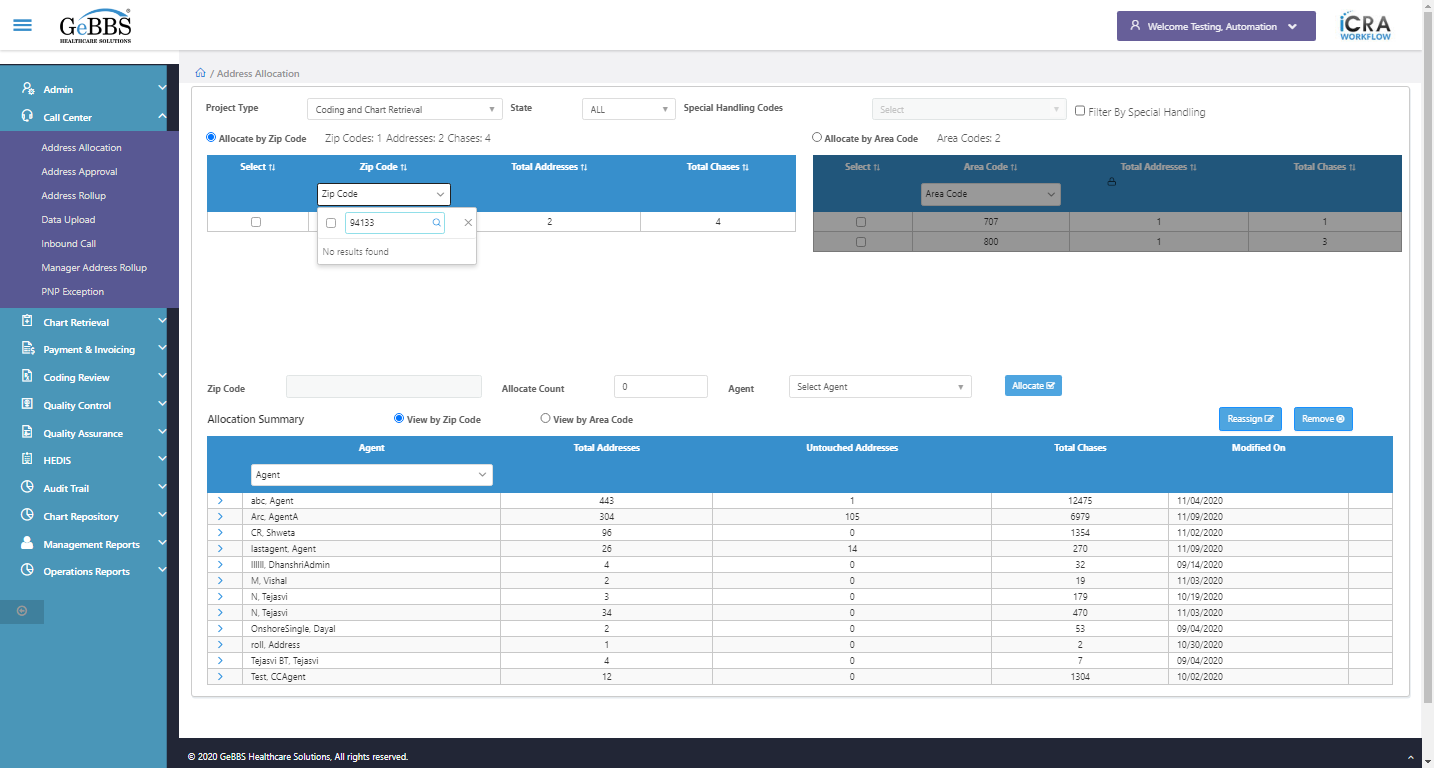 GeBBS
HEALTHCARE SOLUTIONS
Welcome Testing, Automation
iCRA
WORKFLOW
/ Address Allocation
Admin
Call Center
Address Allocation
Address Approval
Address Rollup
Data Upload
Inbound Call
Manager Address Rollup
PNP Exception
Chart Retrieval
Payment & Invoicing
Coding Review
Quality Control
Quality Assurance
HEDIS
Audit Trail
Chart Repository
Management Reports
Operations Reports
Project Type Coding and Chart Retrieval State ALL Special Handling Codes Select Filter By Special Handling
Allocate by Zip Code Zip Codes: 1 Addresses: 2 Chases: 4
Select Zip Code Total Addresses Total Chases
Zip Code
2 4
94133
No results found
Allocate by Area Code Area Codes: 2
Select Area Code Total Addresses Total Chases
Area Code
707 1 1
800 1 3
Zip Code Allocate Count 0 Agent Select Agent Allocate
Allocation Summary View by Zip Code View by Area Code Reassign Remove
Agent Total Addresses Untouched Addresses Total Chases Modified On
Agent
abc, Agent 443 1 12475 11/04/2020
Arc, AgentA 304 105 6979 11/09/2020
CR, Shweta 96 0 1354 11/02/2020
lastagent, Agent 26 14 270 11/09/2020
llllll, DhanshriAdmin 4 0 32 09/14/2020
M, Vishal 2 0 19 11/03/2020
N, Tejasvi 3 0 179 10/19/2020
N, Tejasvi 34 0 470 11/03/2020
OnshoreSingle, Dayal 2 0 53 09/04/2020
roll, Address 1 0 2 10/30/2020
Tejasvi BT, Tejasvi 4 0 7 09/04/2020
Test, CCAgent 12 0 1304 10/02/2020
© 2020 GeBBS Healthcare Solutions, All rights reserved.